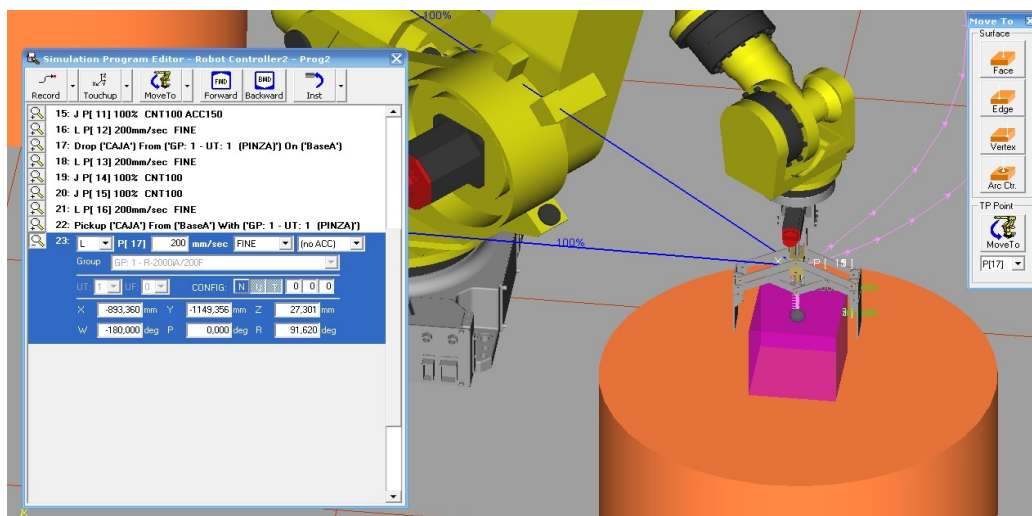 100%
Move To
Simulation Program Editor - Robot Controller2 - Prog2
Surface
Record Touchup MoveTo FWD Forward BWD Backward Inst
Face
Edge
Vertex
Arc Ctr.
15: J P[ 11] 100% CNT100 ACC150
16: L P[ 12] 200mm/sec FINE
17: Drop ('CAJA') From ('GP: 1 - UT: 1 (PINZA)') On ('BaseA')
18: L P[ 13] 200mm/sec FINE
19: J P[ 14] 100% CNT100
20: J P[ 15] 100% CNT100
21: L P[ 16] 200mm/sec FINE
22: Pickup ('CAJA') From ('BaseA') With ('GP: 1 - UT: 1 (PINZA)')
23: L P[ 17] 200 mm/sec FINE (no ACC)
Group GP: 1 - R-2000iA/200F
UT: 1 UF: 0 CONFIG: N U T 0 0 0
X -893,360 mm Y -1149,356 mm Z 27,301 mm
W -180,000 deg P 0,000 deg R 91,620 deg
100%
TP Point
MoveTo
P[17]